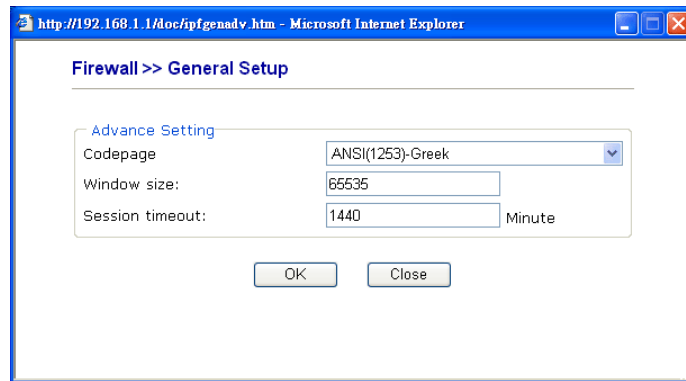 http://192.168.1.1/doc/ipfgenadv.htm - Microsoft Internet Explorer
Firewall >> General Setup
Advance Setting
Codepage ANSI(1253)-Greek
Window size: 65535
Session timeout: 1440 Minute
OK Close